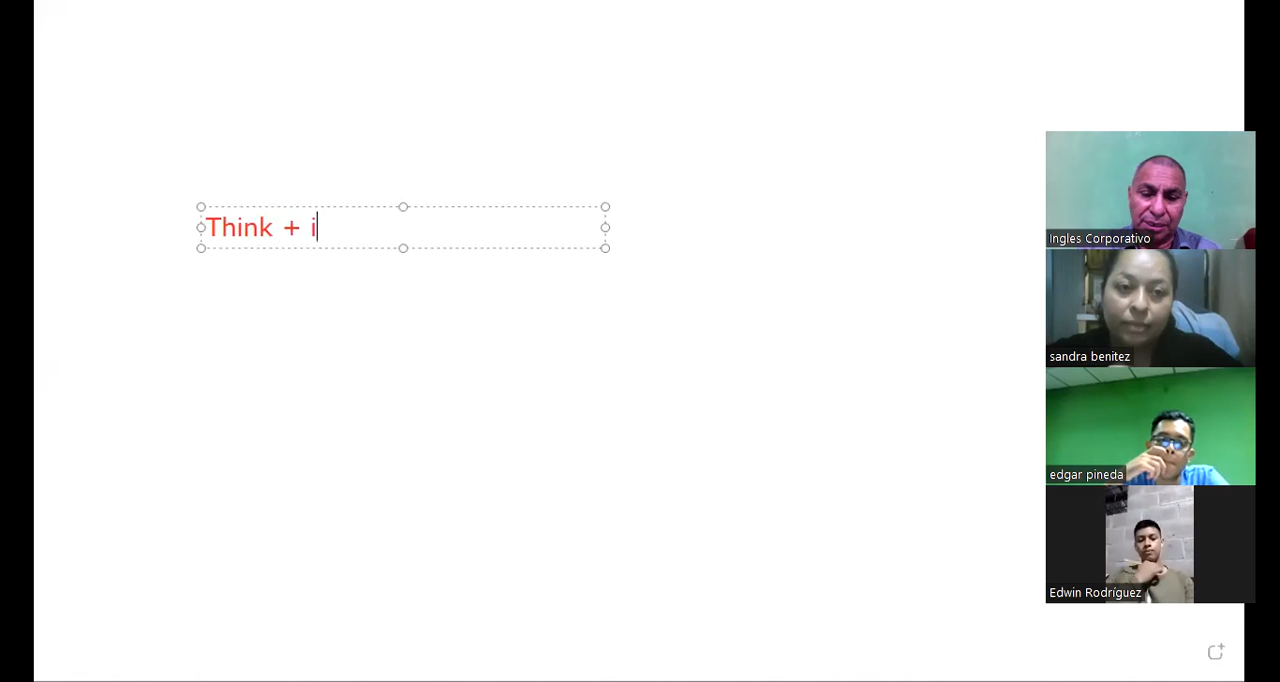 Think + i
Ingles Corporativo
sandra benitez
edgar pineda
Edwin Rodríguez